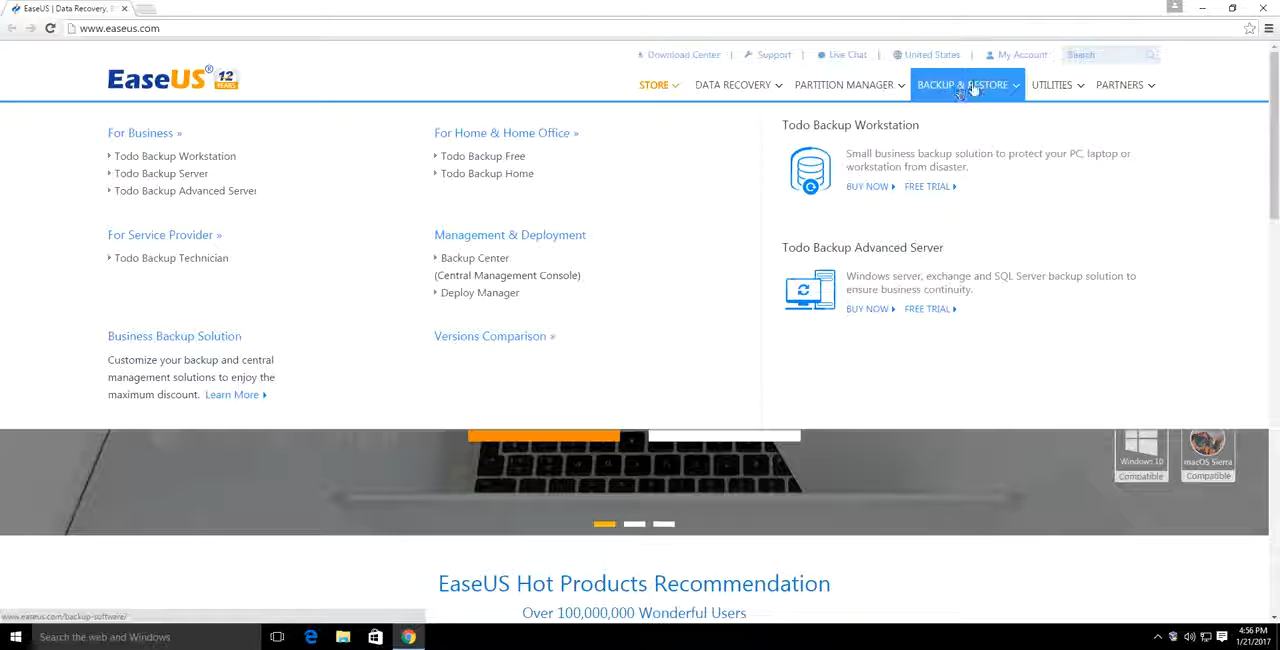 EaseUS | Data Recovery,
www.easeus.com
Download Center | Support | Live Chat | United States | My Account Search
EaseUS® 12 YEARS
STORE DATA RECOVERY PARTITION MANAGER BACKUP & RESTORE UTILITIES PARTNERS
For Business »
Todo Backup Workstation
Todo Backup Server
Todo Backup Advanced Server
For Home & Home Office »
Todo Backup Free
Todo Backup Home
For Service Provider »
Todo Backup Technician
Management & Deployment
Backup Center
(Central Management Console)
Deploy Manager
Business Backup Solution
Customize your backup and central
management solutions to enjoy the
maximum discount. Learn More
Versions Comparison »
Todo Backup Workstation
Small business backup solution to protect your PC, laptop or
workstation from disaster.
BUY NOW FREE TRIAL
Todo Backup Advanced Server
Windows server, exchange and SQL Server backup solution to
ensure business continuity.
BUY NOW FREE TRIAL
Windows 10
Compatible
macOS Sierra
Compatible
EaseUS Hot Products Recommendation
Over 100,000,000 Wonderful Users
www.easeus.com/backup-software/
Search the web and Windows
4:56 PM
1/21/2017